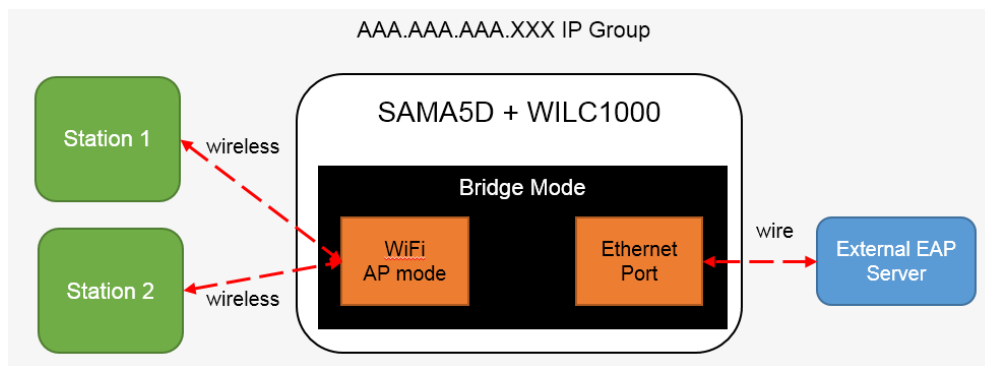 AAA.AAA.AAA.XXX IP Group
SAMA5D + WILC1000
Station 1
wireless
Bridge Mode
WiFi
AP mode
Ethernet
Port
wire
External EAP
Server
Station 2
wireless